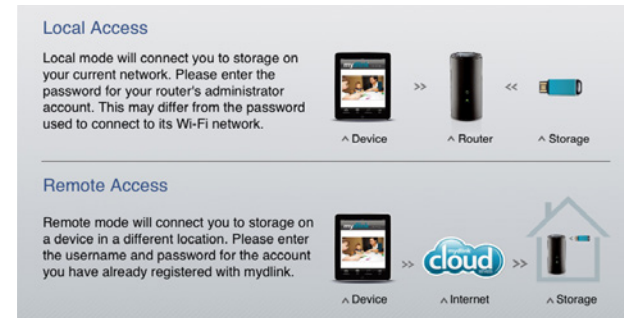 Local Access
Local mode will connect you to storage on
your current network. Please enter the
password for your router's administrator
account. This may differ from the password
used to connect to its Wi-Fi network.
>>
<<
^ Device
^ Router
^ Storage
Remote Access
Remote mode will connect you to storage on
a device in a different location. Please enter
the username and password for the account
you have already registered with mydlink.
>>
mydlink
cloud
>>
^ Device
^ Internet
^ Storage